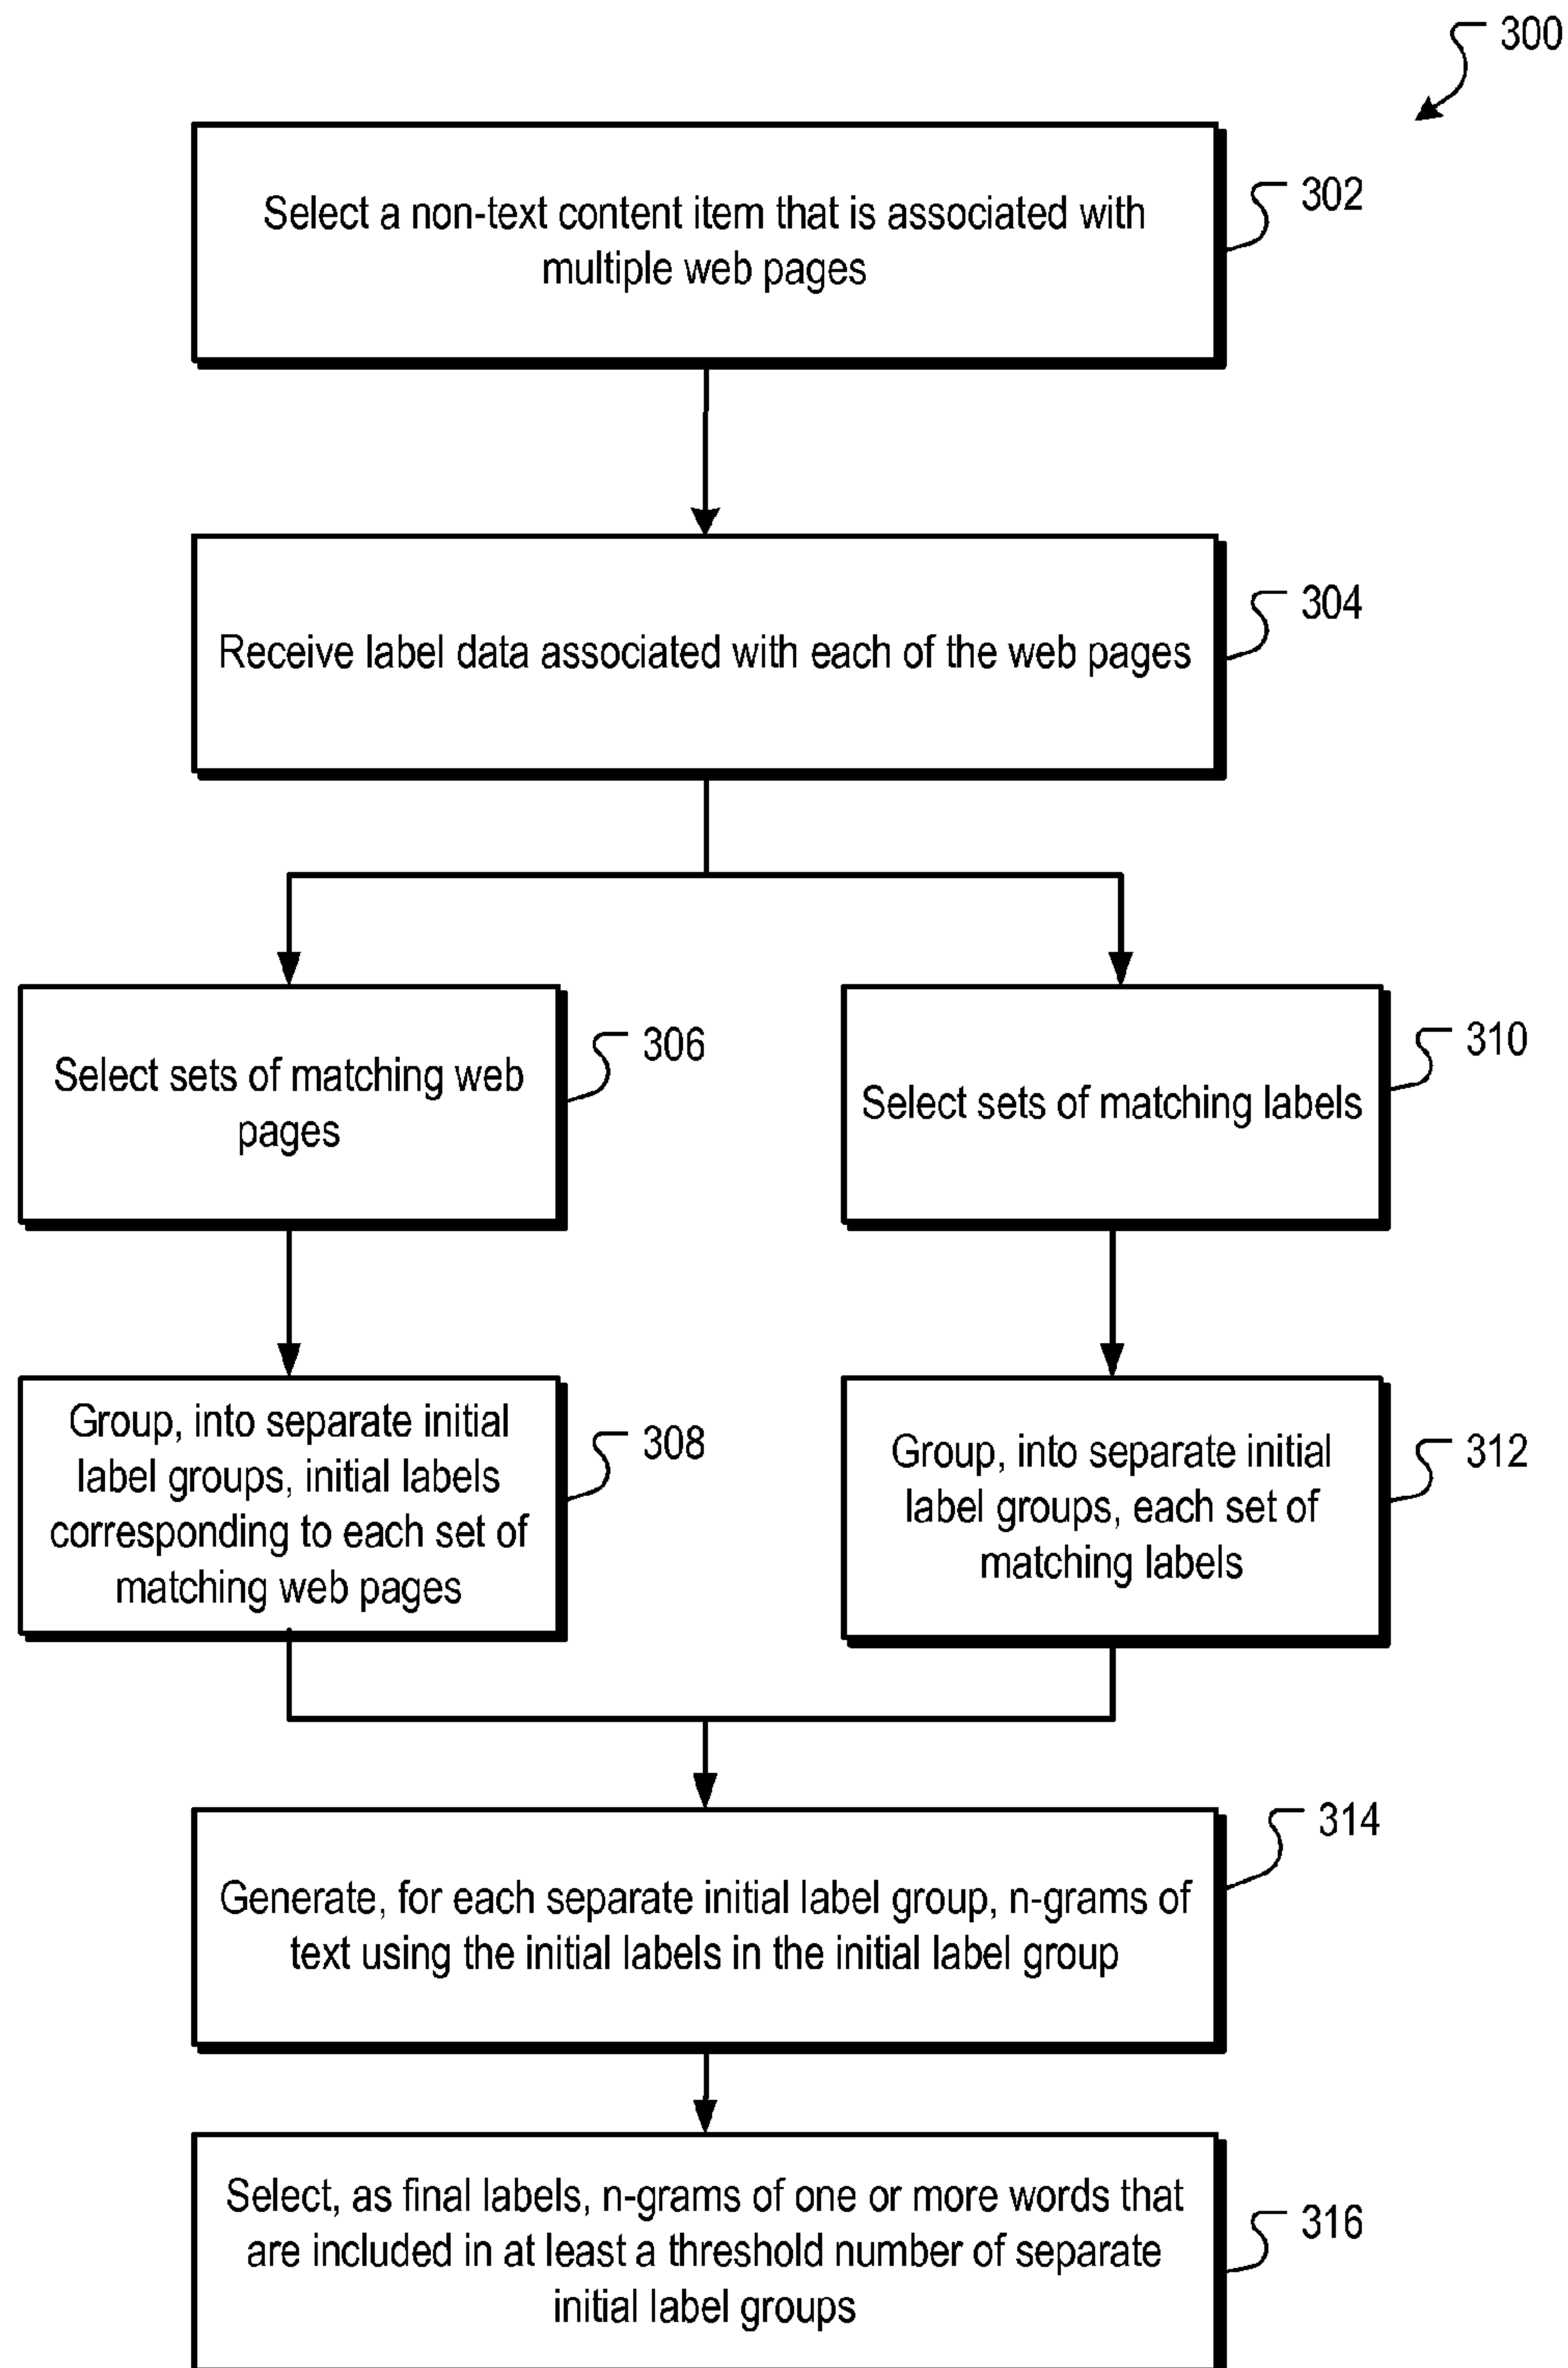 300
Select a non-text content item that is associated with
multiple web pages
302
Receive label data associated with each of the web pages
304
Select sets of matching web
pages
306
Select sets of matching labels
310
Group, into separate initial
label groups, initial labels
corresponding to each set of
matching web pages
308
Group, into separate initial
label groups, each set of
matching labels
312
Generate, for each separate initial label group, n-grams of
text using the initial labels in the initial label group
314
Select, as final labels, n-grams of one or more words that
are included in at least a threshold number of separate
initial label groups
316